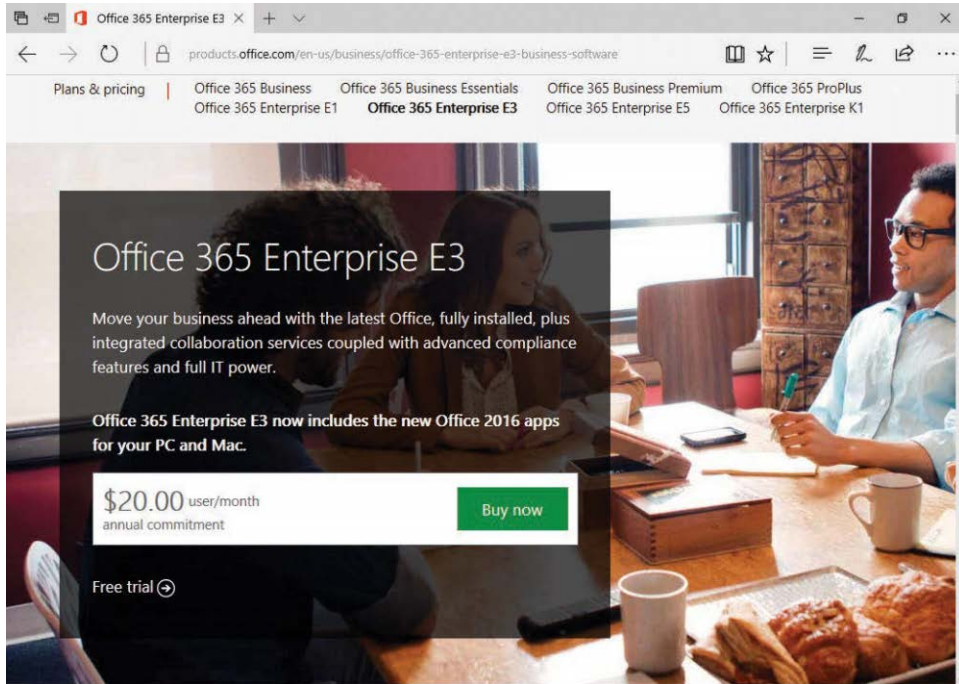 Office 365 Enterprise E3
products.office.com/en-us/business/office-365-enterprise-e3-business-software
Plans & pricing | Office 365 Business Office 365 Business Essentials Office 365 Business Premium Office 365 ProPlus
Office 365 Enterprise E1 Office 365 Enterprise E3 Office 365 Enterprise E5 Office 365 Enterprise K1
Office 365 Enterprise E3
Move your business ahead with the latest Office, fully installed, plus
integrated collaboration services coupled with advanced compliance
features and full IT power.
Office 365 Enterprise E3 now includes the new Office 2016 apps
for your PC and Mac.
$20.00 user/month
annual commitment
Buy now
Free trial